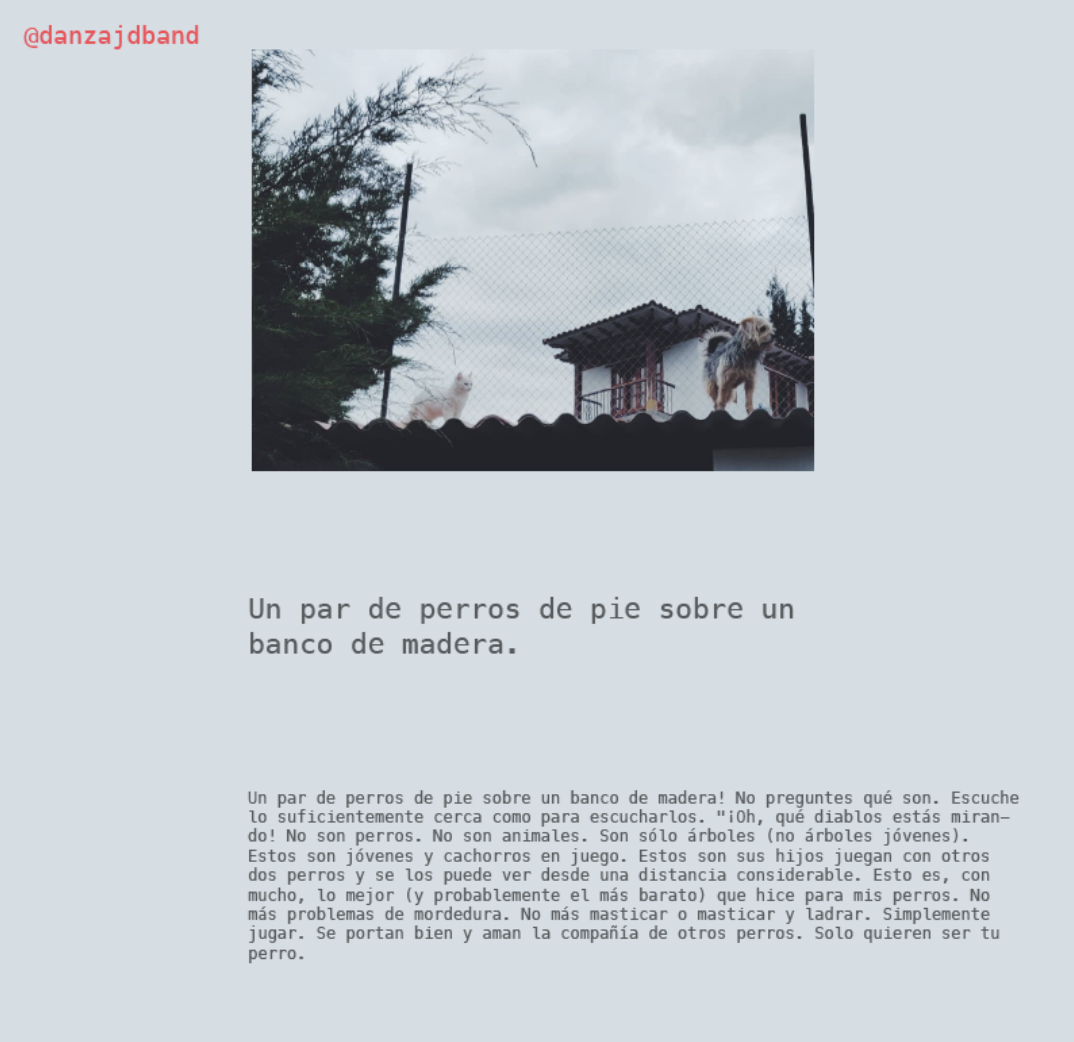 @danzajdband
Un par de perros de pie sobre un
banco de madera.
Un par de perros de pie sobre un banco de madera! No preguntes qué son. Escuche
lo suficientemente cerca como para escucharlos. "¡Oh, qué diablos estás miran–
do! No son perros. No son animales. Son sólo árboles (no árboles jóvenes).
Estos son jóvenes y cachorros en juego. Estos son sus hijos juegan con otros
dos perros y se los puede ver desde una distancia considerable. Esto es, con
mucho, lo mejor (y probablemente el más barato) que hice para mis perros. No
más problemas de mordedura. No más masticar o masticar y ladrar. Simplemente
jugar. Se portan bien y aman la compañía de otros perros. Solo quieren ser tu
perro.